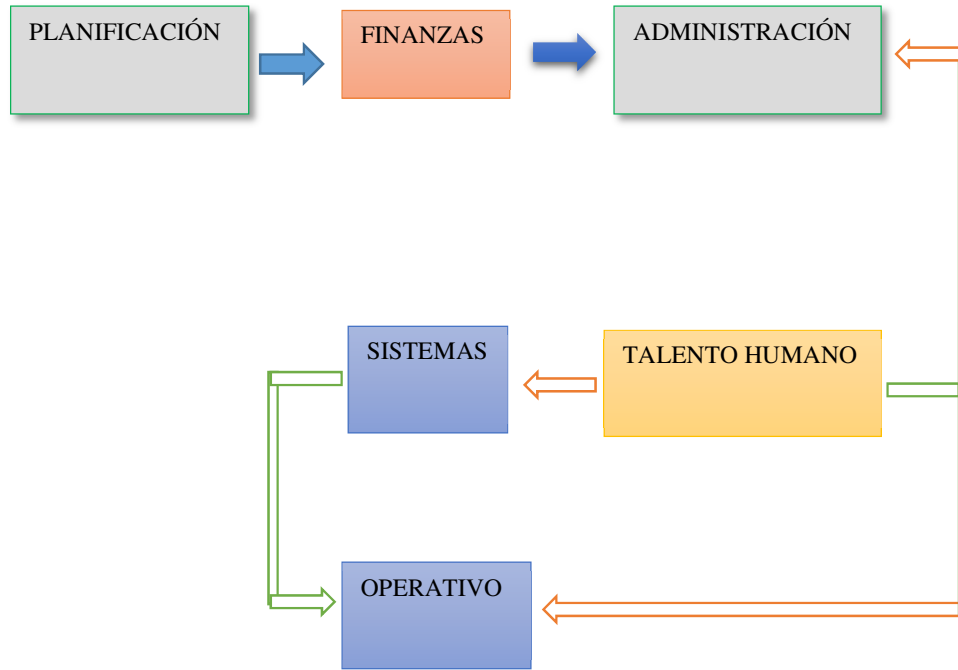 PLANIFICACIÓN
FINANZAS
ADMINISTRACIÓN
SISTEMAS
TALENTO HUMANO
OPERATIVO